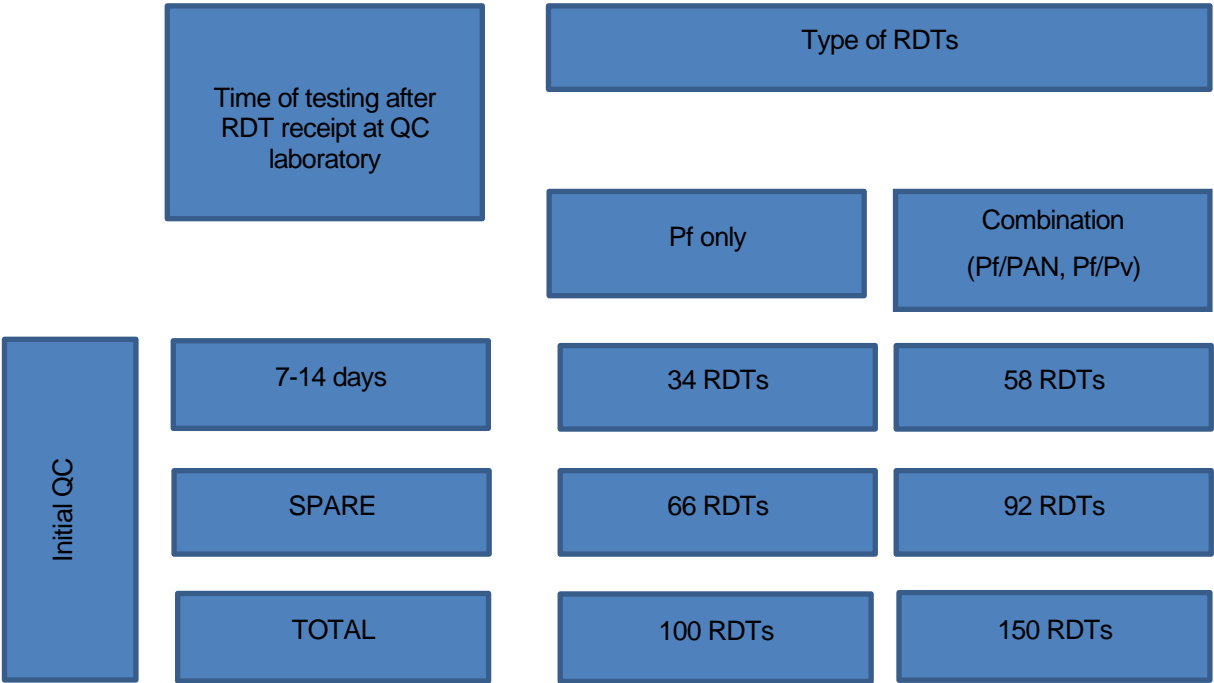 Time of testing after
RDT receipt at QC
laboratory
Type of RDTs
Pf only
Combination
(Pf/PAN, Pf/Pv)
Initial QC
7-14 days
34 RDTs
58 RDTs
SPARE
66 RDTs
92 RDTs
TOTAL
100 RDTs
150 RDTs